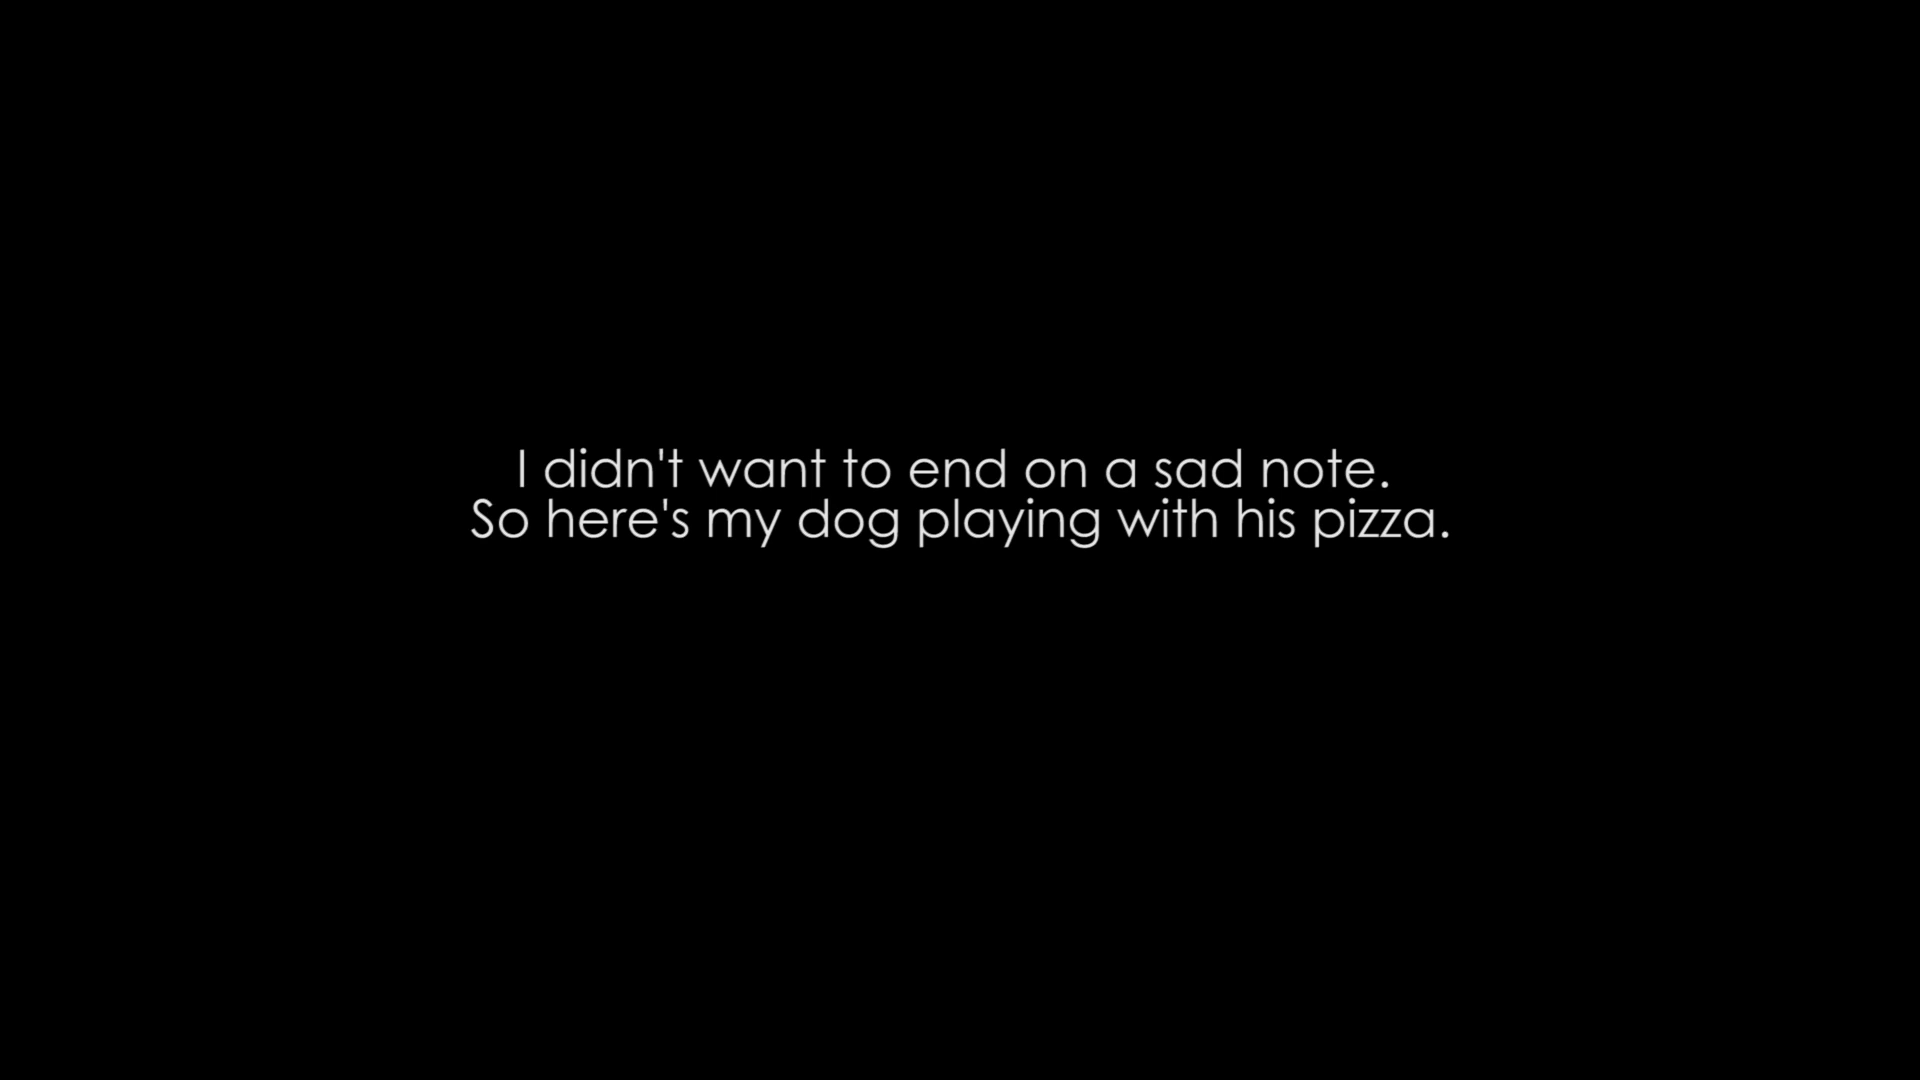 I didn't want to end on a sad note.
So here's my dog playing with his pizza.